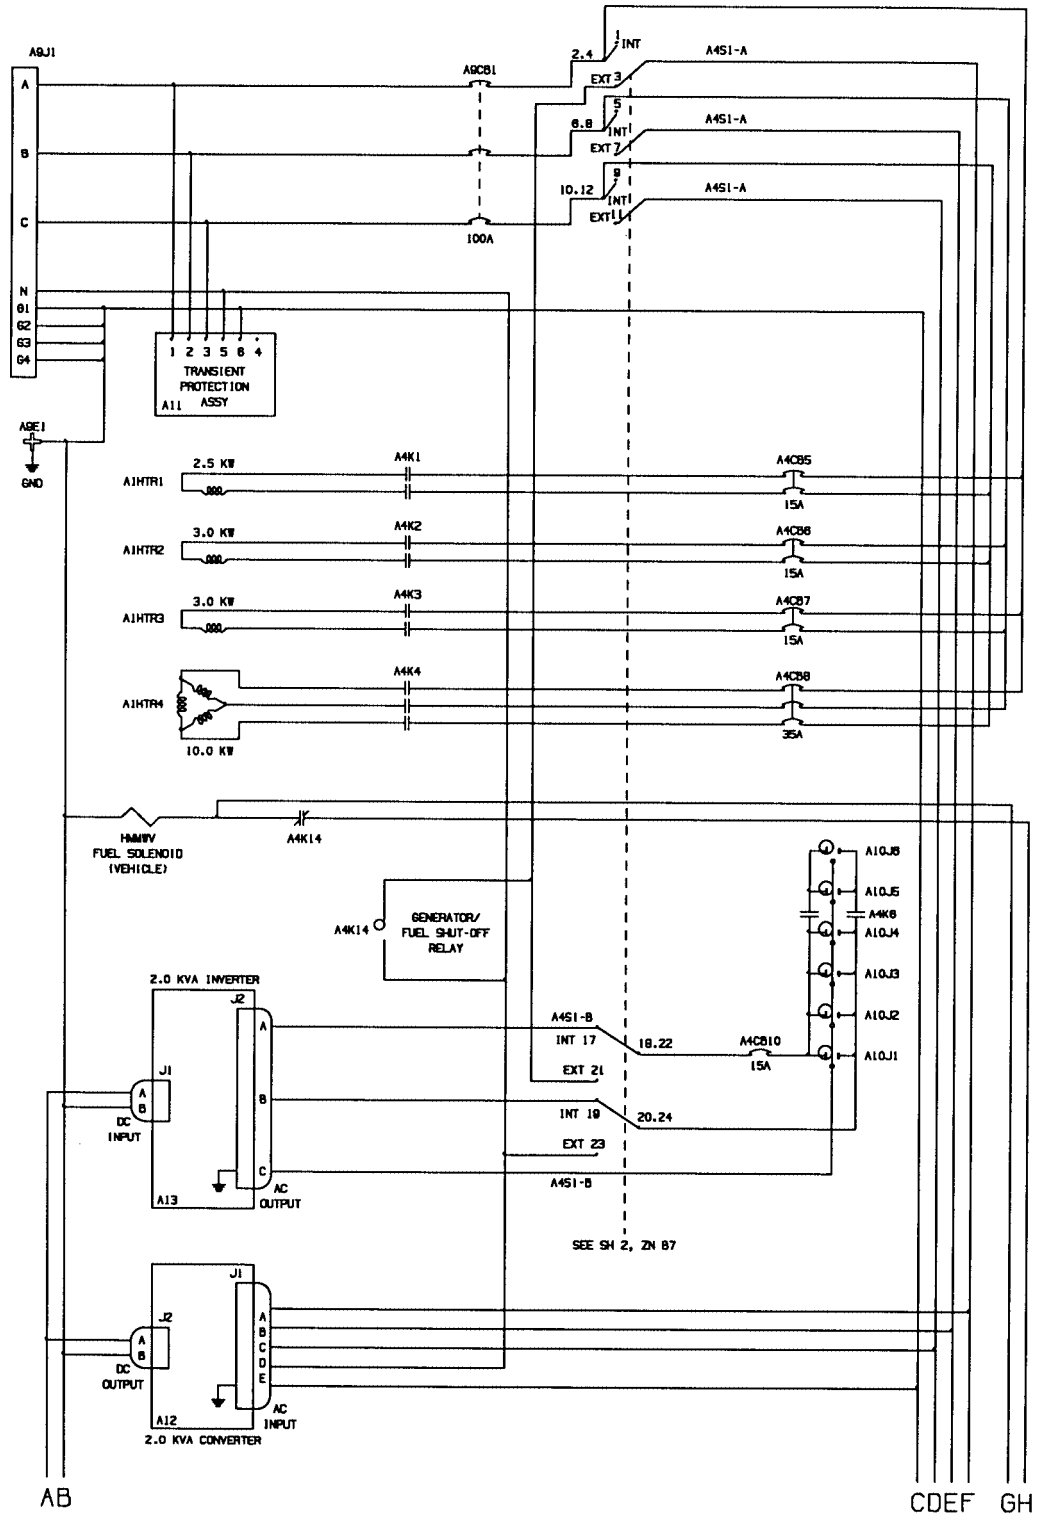 A9J1
A
B
C
N
G1
G2
G3
G4
A9CB1
100A
2.4
1
INT
EXT 3
A4S1-A
6.8
5
INT
EXT 7
A4S1-A
10.12
9
INT
EXT 11
A4S1-A
1 2 3 5 6 4
TRANSIENT
PROTECTION
ASSY
A11
A9E1
GND
A1HTR1
2.5 KW
A4K1
A4CB5
15A
A1HTR2
3.0 KW
A4K2
A4CB6
15A
A1HTR3
3.0 KW
A4K3
A4CB7
15A
A1HTR4
10.0 KW
A4K4
A4CB8
35A
HMMWV
FUEL SOLENOID
(VEHICLE)
A4K14
A4K14
GENERATOR/
FUEL SHUT-OFF
RELAY
A10J6
A10J5
A4K6
A10J4
A10J3
A10J2
A10J1
2.0 KVA INVERTER
J2
A
B
C
J1
A
B
DC
INPUT
A13
AC
OUTPUT
A4S1-B
INT 17
18.22
EXT 21
INT 19
20.24
EXT 23
A4S1-B
A4CB10
15A
SEE SH 2, ZN B7
J1
A
B
C
D
E
J2
A
B
DC
OUTPUT
A12
AC
INPUT
2.0 KVA CONVERTER
AB
CDEF
GH